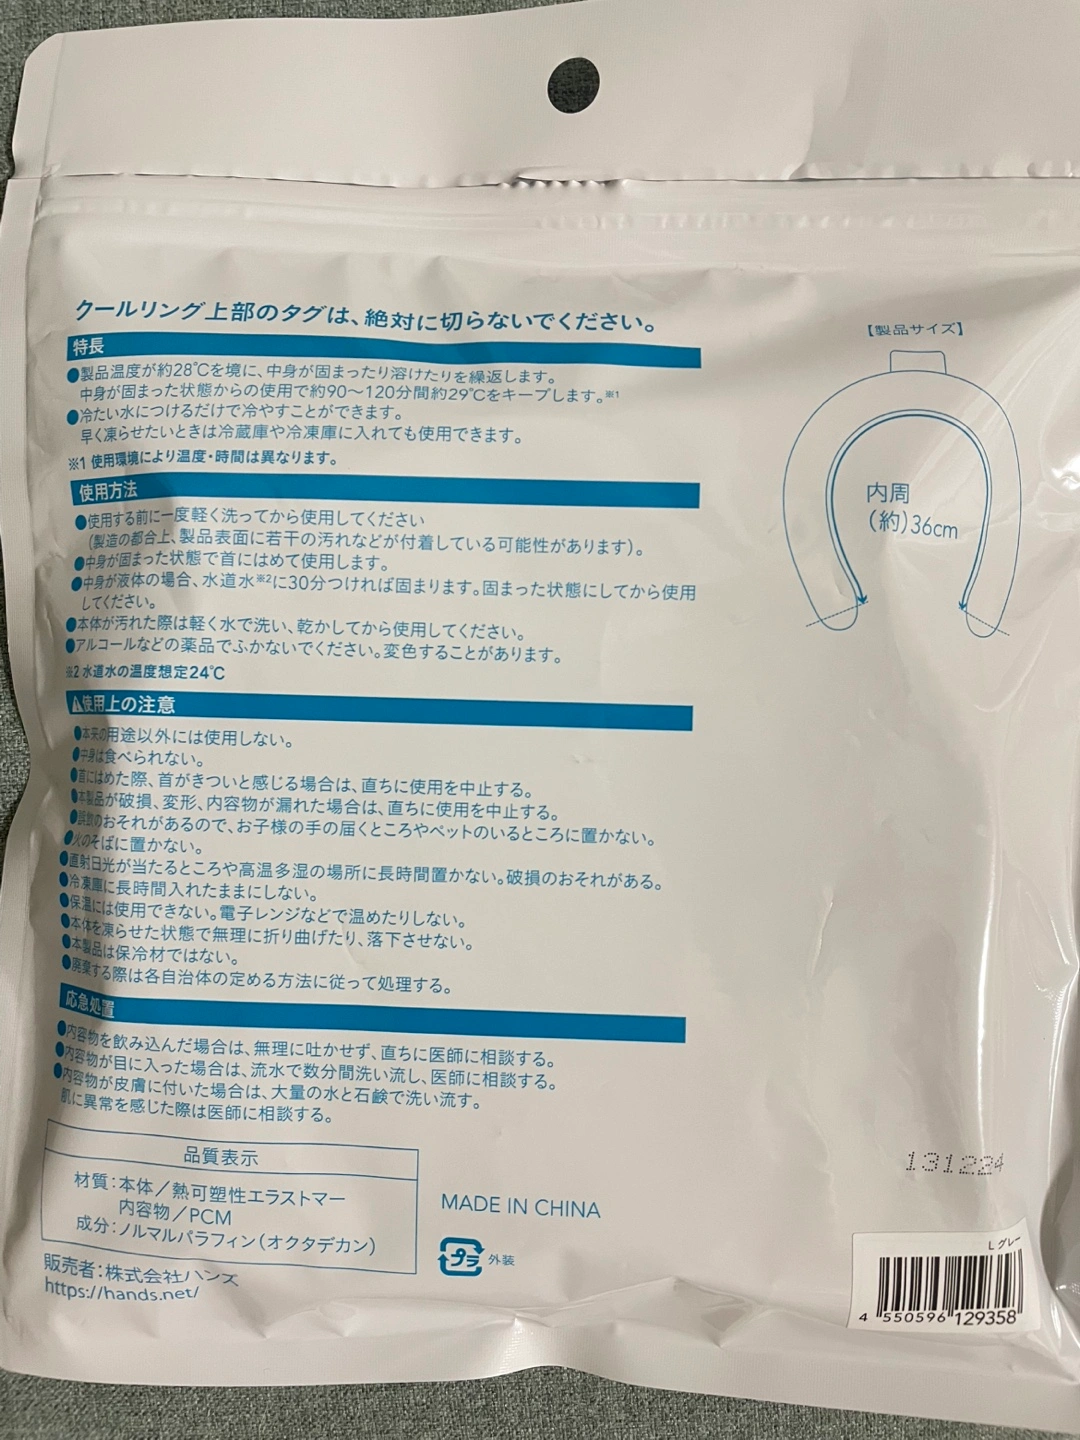 クールリング上部のタグは、絶対に切らないでください。
特長
●製品温度が約28℃を境に、中身が固まったり溶けたりを繰返します。
中身が固まった状態からの使用で約90〜120分間約29℃をキープします。※1
●冷たい水につけるだけで冷やすことができます。
早く凍らせたいときは冷蔵庫や冷凍庫に入れても使用できます。
※1 使用環境により温度・時間は異なります。
使用方法
●使用する前に一度軽く洗ってから使用してください
(製造の都合上、製品表面に若干の汚れなどが付着している可能性があります)。
●中身が固まった状態で首にはめて使用します。
●中身が液体の場合、水道水※2に30分つければ固まります。固まった状態にしてから使用
してください。
●本体が汚れた際は軽く水で洗い、乾かしてから使用してください。
●アルコールなどの薬品でふかないでください。変色することがあります。
※2 水道水の温度想定24℃
⚠使用上の注意
●本来の用途以外には使用しない。
●中身は食べられない。
●首にはめた際、首がきついと感じる場合は、直ちに使用を中止する。
●本製品が破損、変形、内容物が漏れた場合は、直ちに使用を中止する。
●誤飲のおそれがあるので、お子様の手の届くところやペットのいるところに置かない。
●火のそばに置かない。
●直射日光が当たるところや高温多湿の場所に長時間置かない。破損のおそれがある。
●冷凍庫に長時間入れたままにしない。
●保温には使用できない。電子レンジなどで温めたりしない。
●本体を凍らせた状態で無理に折り曲げたり、落下させない。
●本製品は保冷材ではない。
●廃棄する際は各自治体の定める方法に従って処理する。
応急処置
●内容物を飲み込んだ場合は、無理に吐かせず、直ちに医師に相談する。
●内容物が目に入った場合は、流水で数分間洗い流し、医師に相談する。
●内容物が皮膚に付いた場合は、大量の水と石鹸で洗い流す。
肌に異常を感じた際は医師に相談する。
品質表示
材質：本体／熱可塑性エラストマー
内容物／PCM
成分：ノルマルパラフィン(オクタデカン)
販売者：株式会社ハンズ
https://hands.net/
MADE IN CHINA
プラ 外装
【製品サイズ】
内周
(約)36cm
131224
L グレー
4 550596 129358